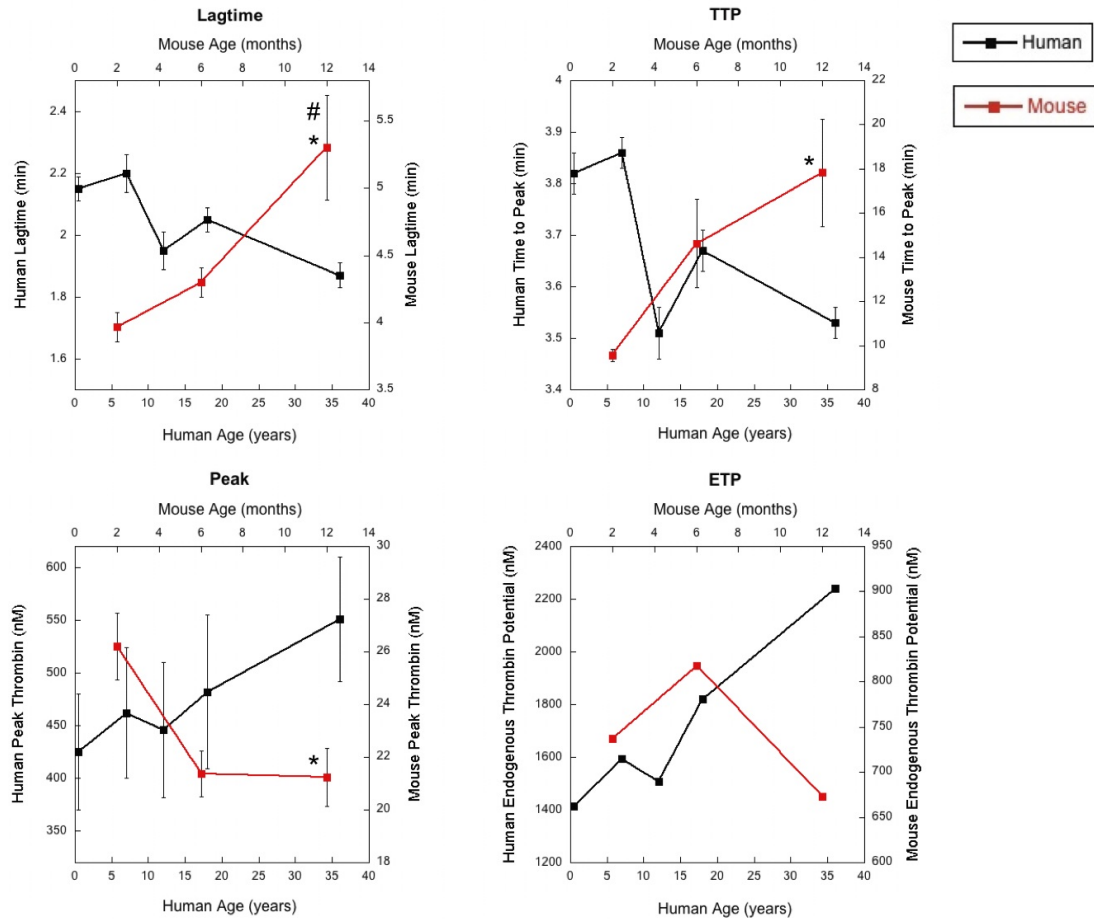 Lagtime
Mouse Age (months)
0 2 4 6 8 10 12 14
Human Lagtime (min)
2.4
2.2
2
1.8
1.6
#
*
5.5
5
4.5
4
3.5
Mouse Lagtime (min)
0 5 10 15 20 25 30 35 40
Human Age (years)
TTP
Mouse Age (months)
0 2 4 6 8 10 12 14
Human Time to Peak (min)
4
3.9
3.8
3.7
3.6
3.5
3.4
*
22
20
18
16
14
12
10
8
Mouse Time to Peak (min)
0 5 10 15 20 25 30 35 40
Human Age (years)
Human
Mouse
Peak
Mouse Age (months)
0 2 4 6 8 10 12 14
Human Peak Thrombin (nM)
600
550
500
450
400
350
*
30
28
26
24
22
20
18
Mouse Peak Thrombin (nM)
0 5 10 15 20 25 30 35 40
Human Age (years)
ETP
Mouse Age (months)
0 2 4 6 8 10 12 14
Human Endogenous Thrombin Potential (nM)
2400
2200
2000
1800
1600
1400
1200
950
900
850
800
750
700
650
600
Mouse Endogenous Thrombin Potential (nM)
0 5 10 15 20 25 30 35 40
Human Age (years)